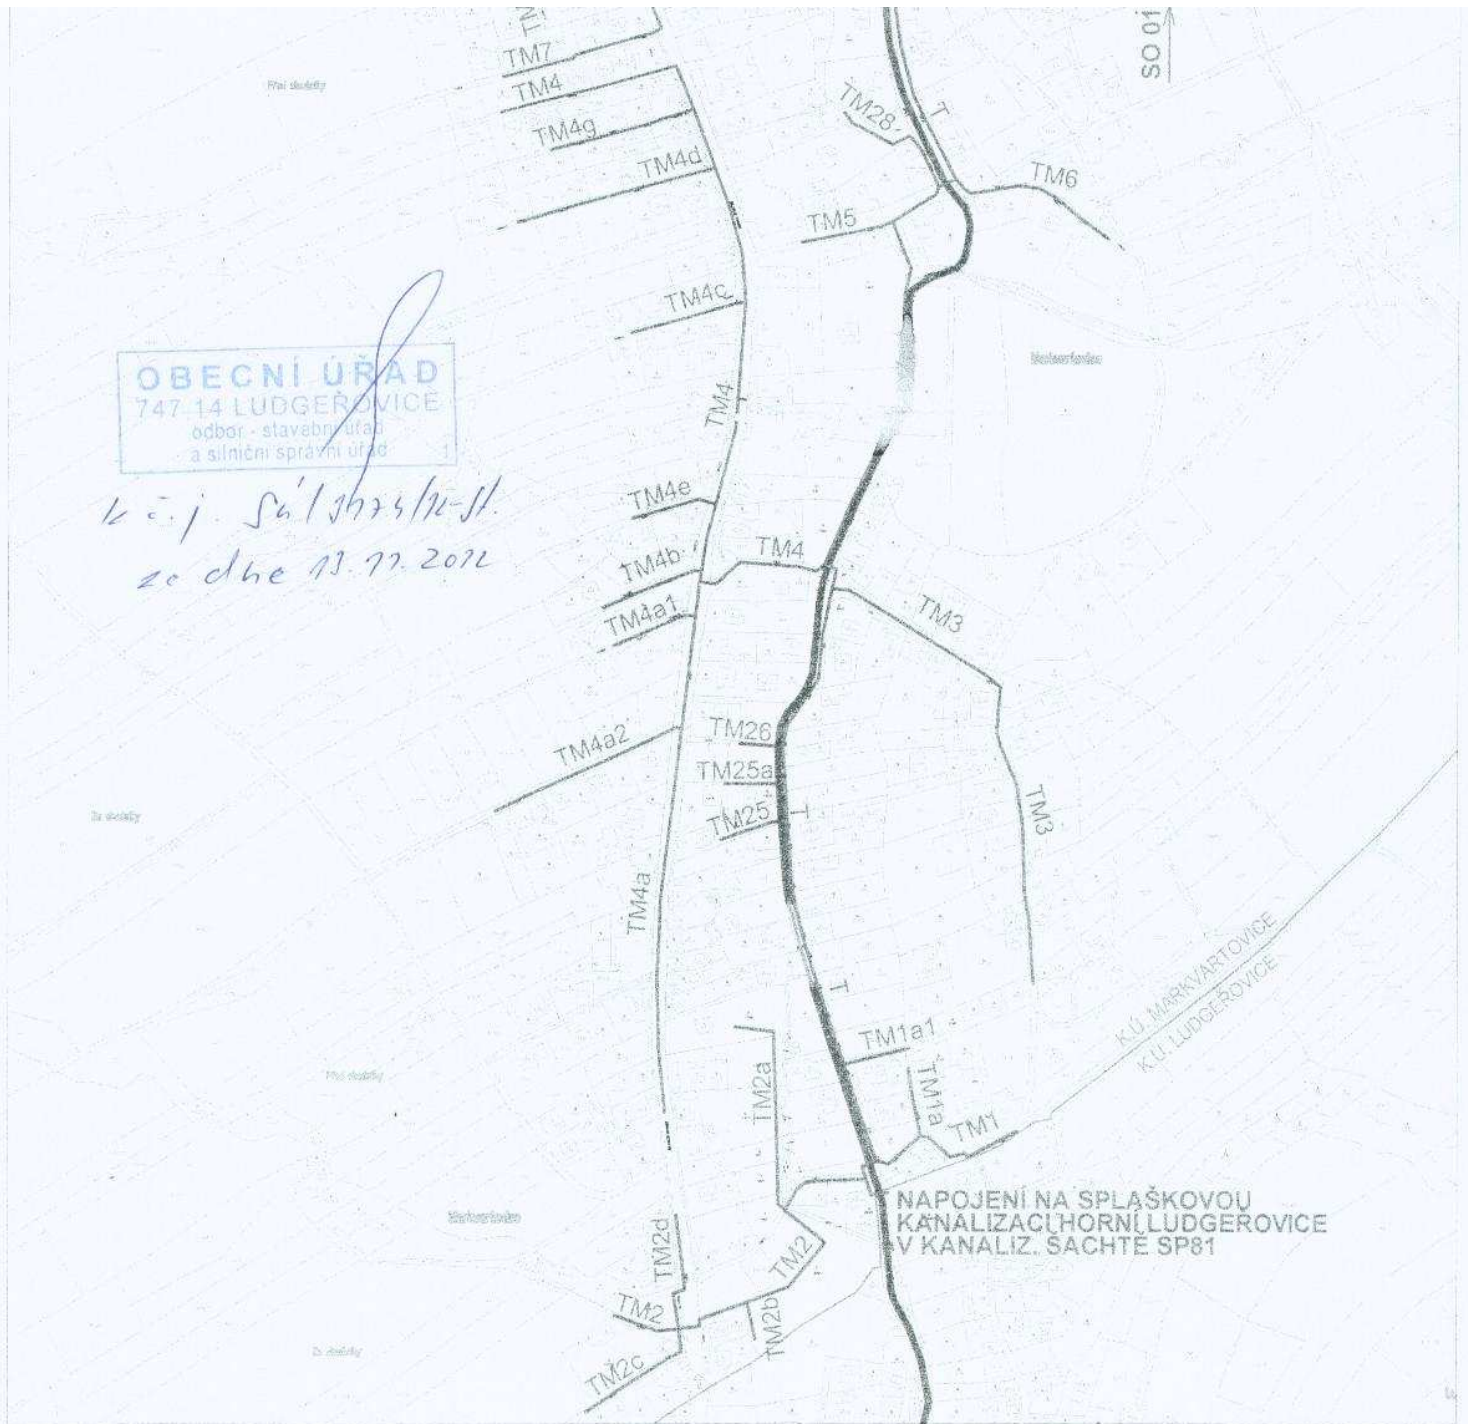 TM7
TM4
TM4g
TM4d
TM28
TM6
TM5
SO 01
T
TM4c
OBECNÍ ÚŘAD
747 14 LUDGEŘOVICE
odbor - stavební úřad
a silniční správní úřad 1
k č.j.
ze dne 13.11.2012
TM4
TM4e
TM4b
TM4
TM4a1
TM3
TM26
TM4a2
TM25a
TM25
T
TM3
TM4a
T
K.Ú. MARKVARTOVICE
K.Ú. LUDGEŘOVICE
TM1a1
TM2a
TM1a
TM1
NAPOJENÍ NA SPLAŠKOVOU
KANALIZACI HORNÍ LUDGEŘOVICE
V KANALIZ. ŠACHTĚ SP81
TM2d
TM2
TM2
TM2b
TM2c